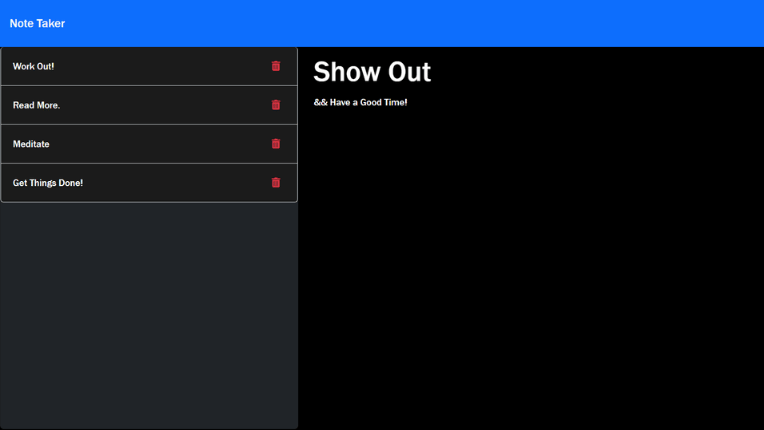 Note Taker
Work Out!
Read More.
Meditate
Get Things Done!
Show Out
&& Have a Good Time!